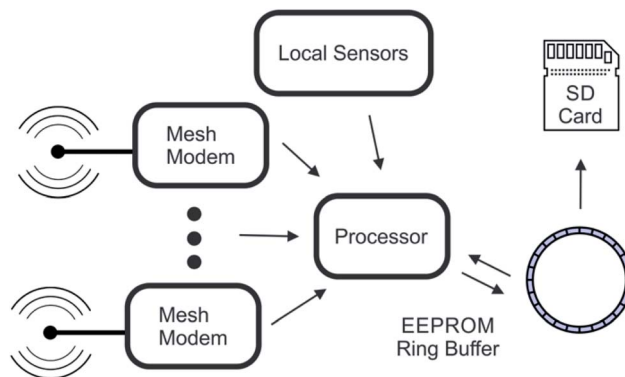 Local Sensors
SD
Card
Mesh
Modem
Processor
Mesh
Modem
EEPROM
Ring Buffer